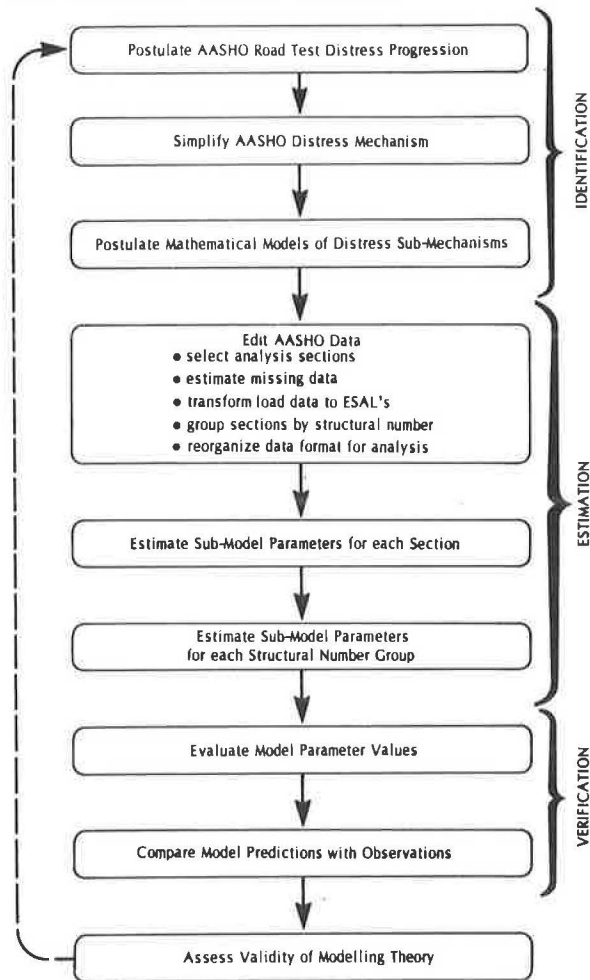 Postulate AASHO Road Test Distress Progression
Simplify AASHO Distress Mechanism
Postulate Mathematical Models of Distress Sub-Mechanisms
IDENTIFICATION
Edit AASHO Data
• select analysis sections
• estimate missing data
• transform load data to ESAL's
• group sections by structural number
• reorganize data format for analysis
Estimate Sub-Model Parameters for each Section
Estimate Sub-Model Parameters
for each Structural Number Group
ESTIMATION
Evaluate Model Parameter Values
Compare Model Predictions with Observations
VERIFICATION
Assess Validity of Modelling Theory